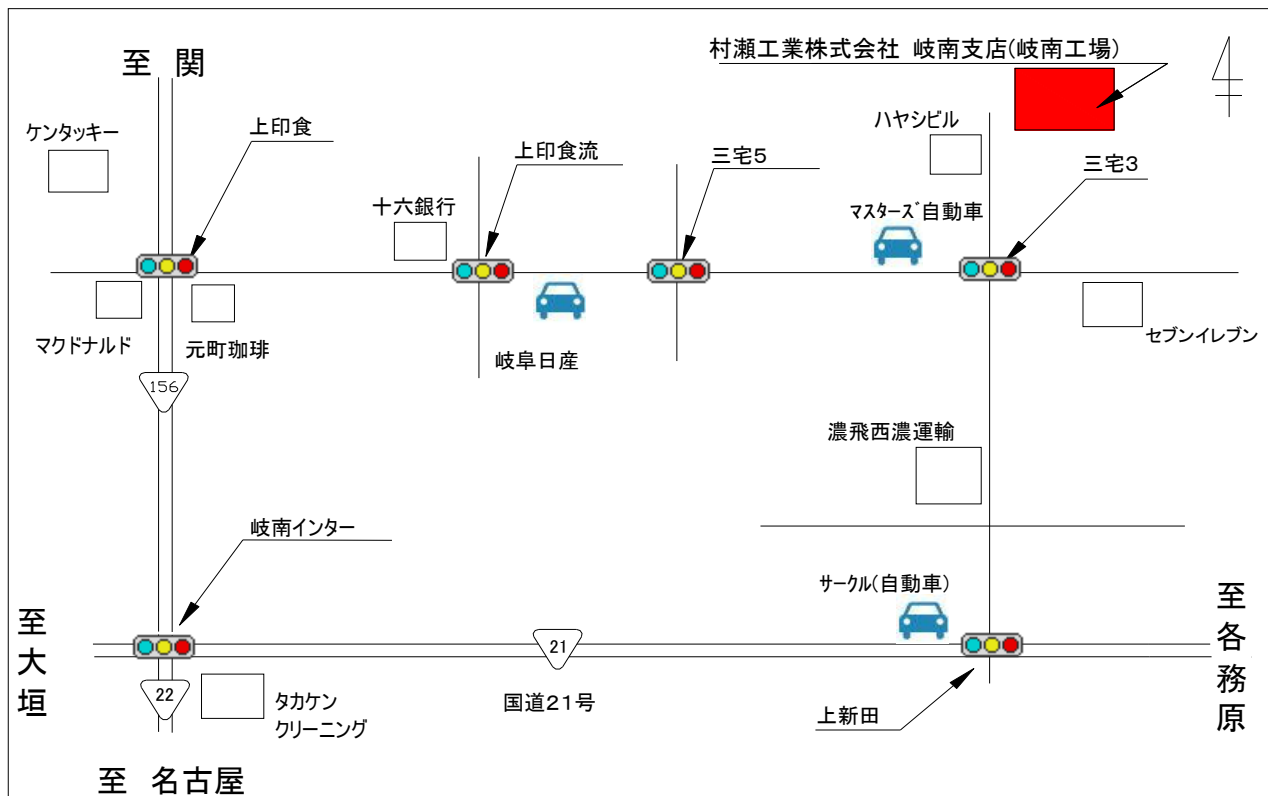 村瀬工業株式会社 岐南支店(岐南工場)
至 関
ケンタッキー
上印食
上印食流
三宅5
ハヤシビル
三宅3
十六銀行
マスターズ自動車
マクドナルド
元町珈琲
岐阜日産
セブンイレブン
156
濃飛西濃運輸
岐南インター
サークル(自動車)
至大垣
至各務原
21
22
タカケン
クリーニング
国道21号
上新田
至 名古屋